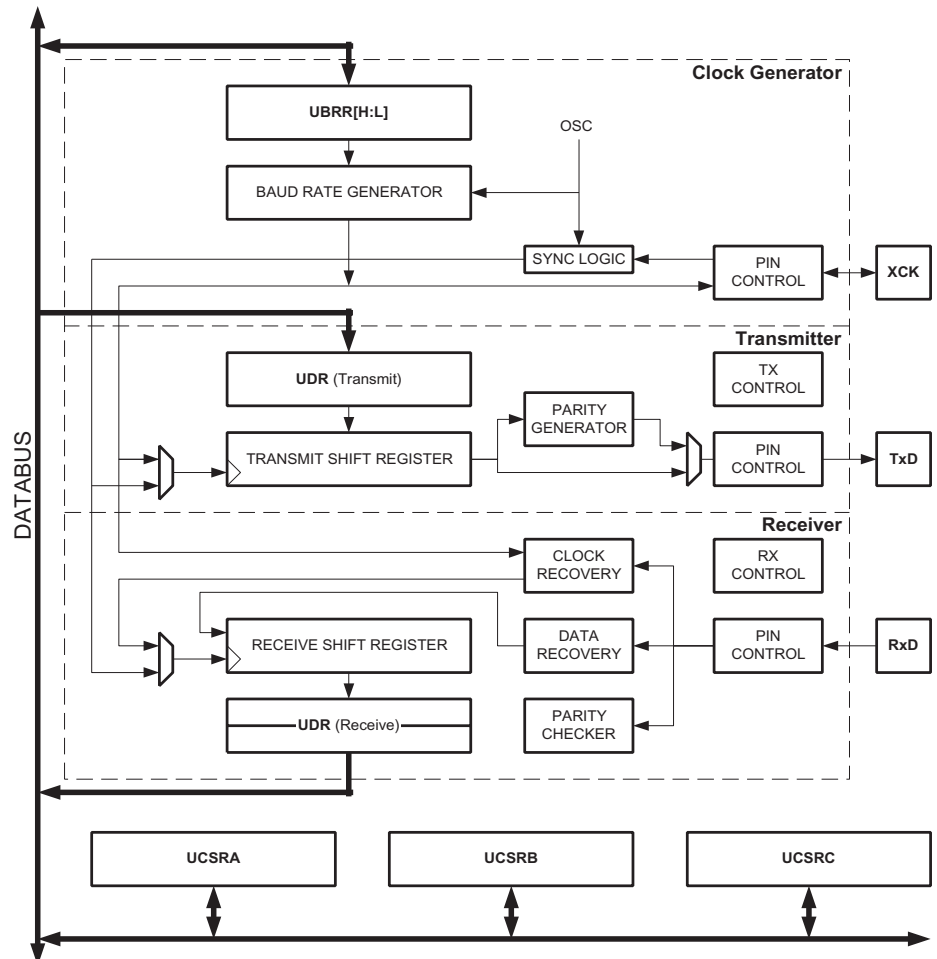 Clock Generator
UBRR[H:L]
OSC
BAUD RATE GENERATOR
SYNC LOGIC
PIN
CONTROL
XCK
Transmitter
UDR (Transmit)
TX
CONTROL
PARITY
GENERATOR
TRANSMIT SHIFT REGISTER
PIN
CONTROL
TxD
DATABUS
Receiver
CLOCK
RECOVERY
RX
CONTROL
RECEIVE SHIFT REGISTER
DATA
RECOVERY
PIN
CONTROL
RxD
UDR (Receive)
PARITY
CHECKER
UCSRA
UCSRB
UCSRC